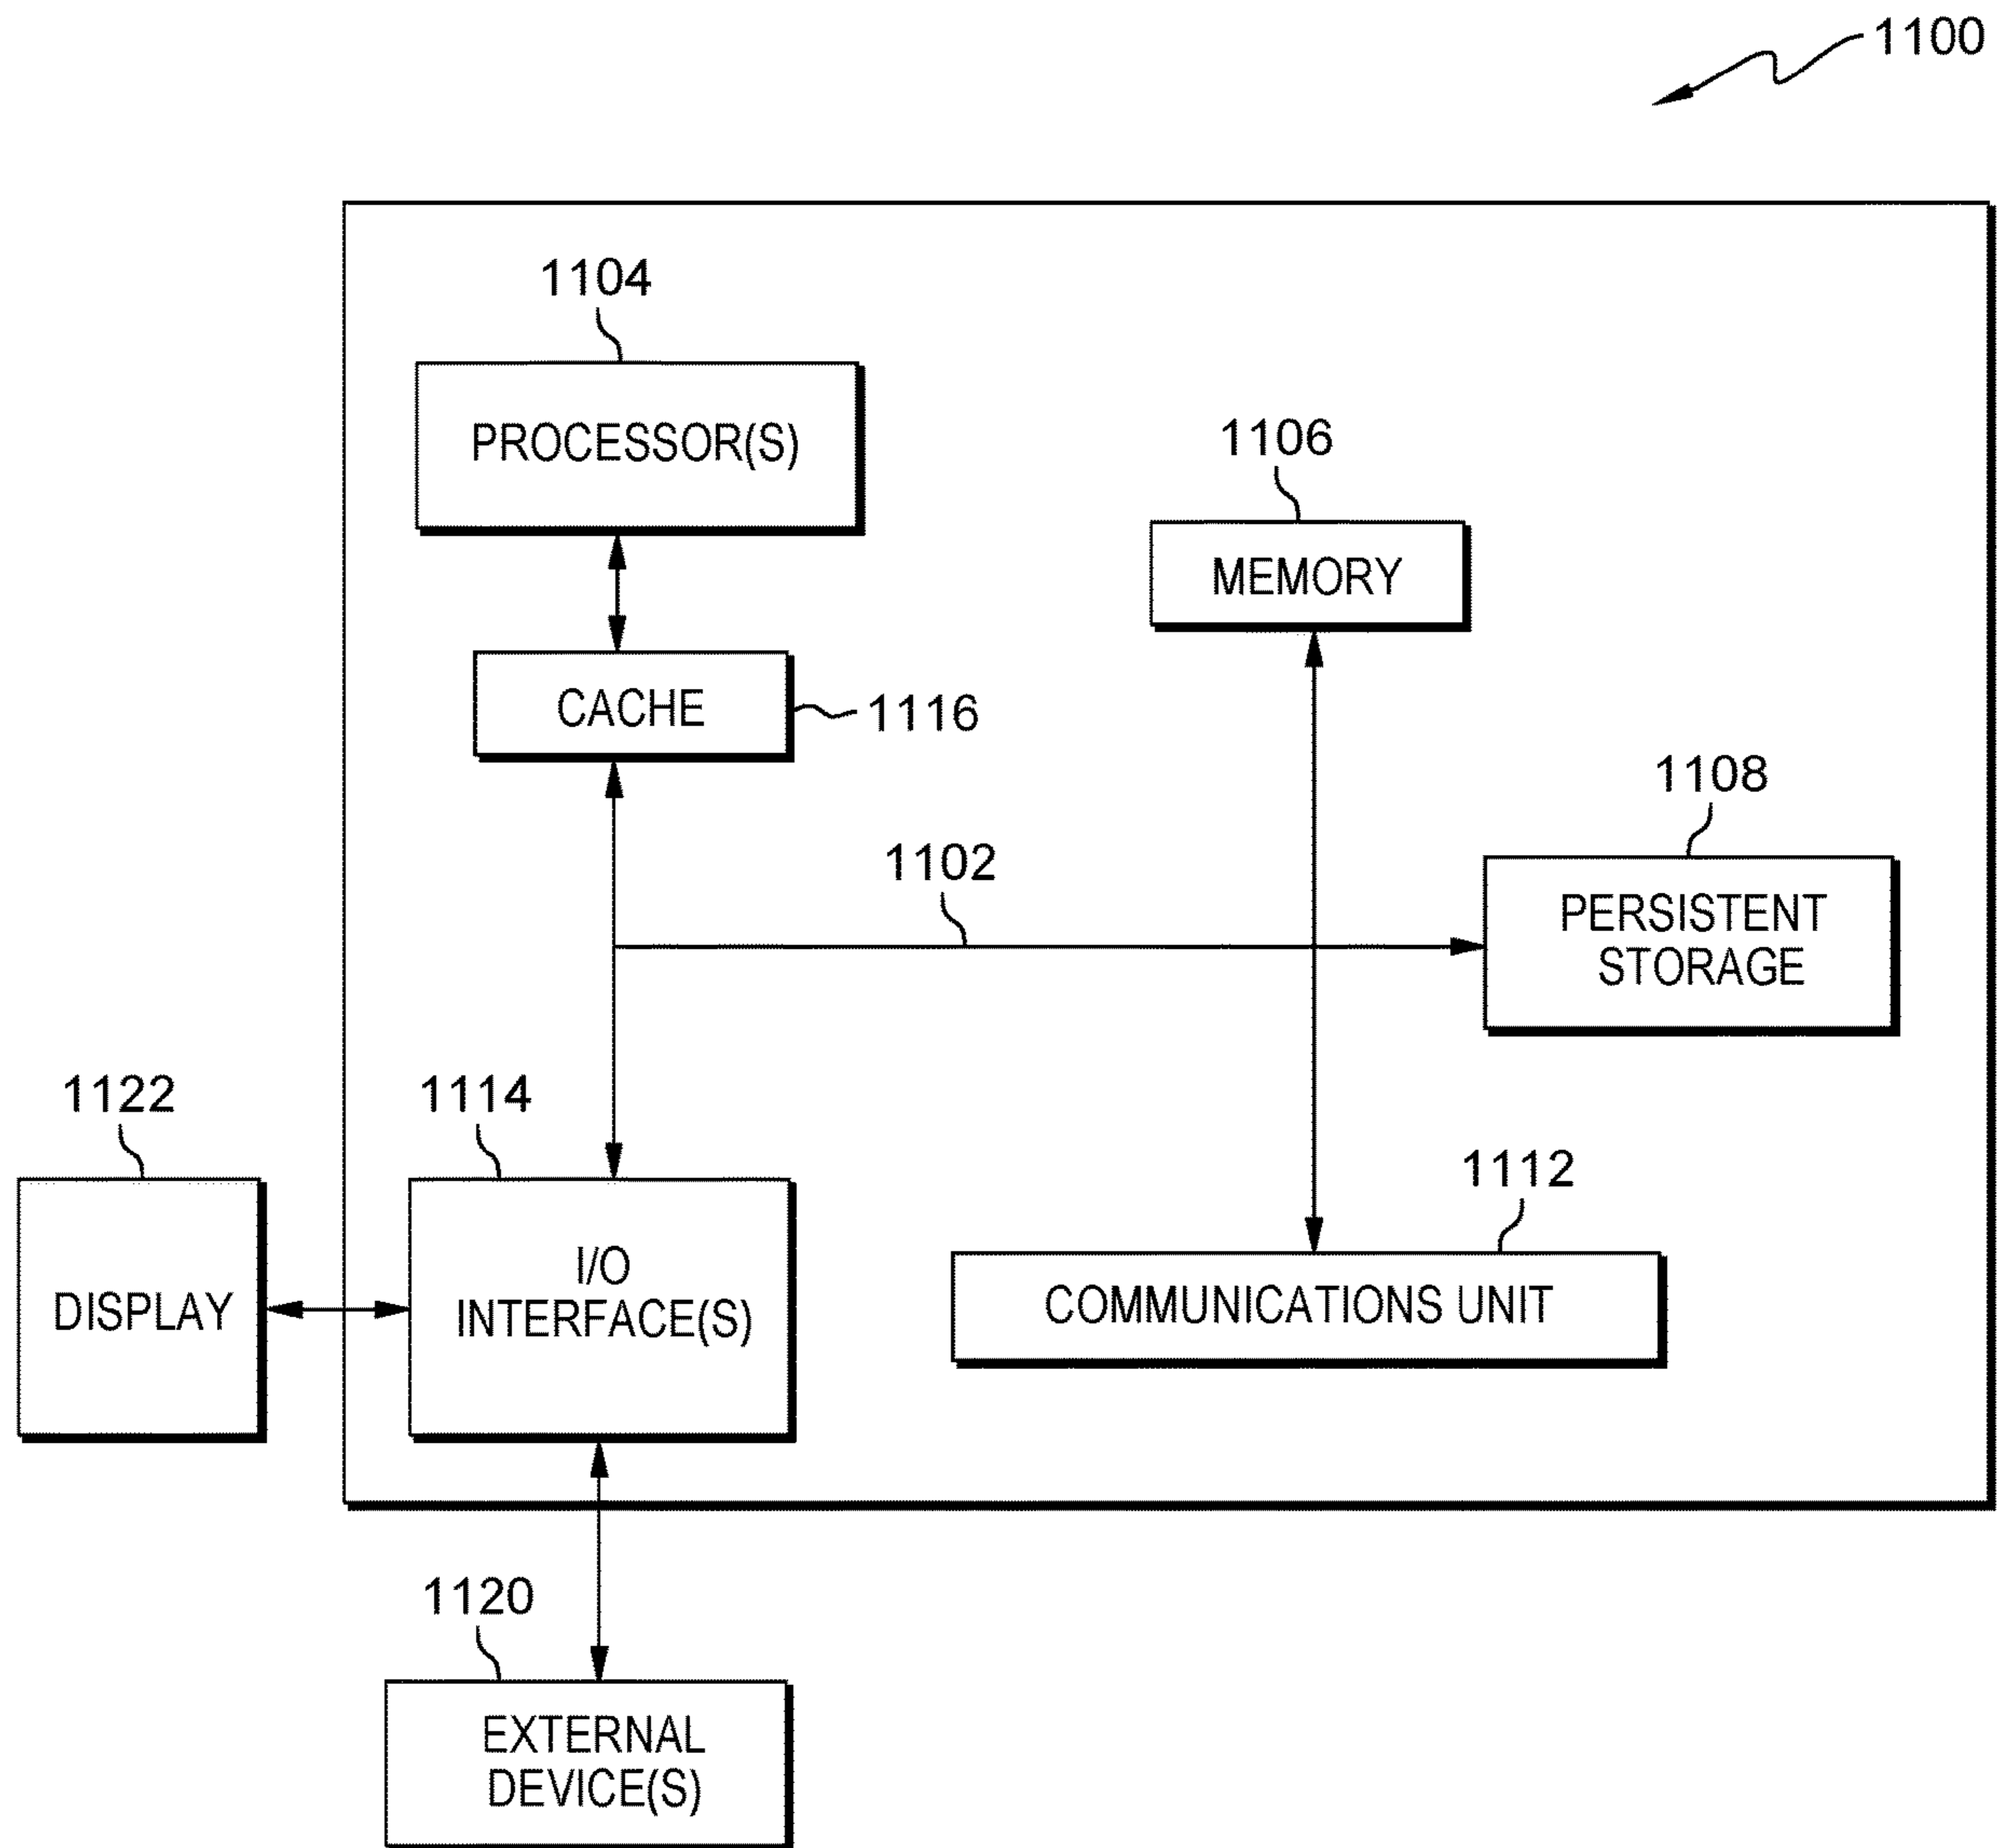 1100
1104
PROCESSOR(S)
1106
MEMORY
CACHE
1116
1108
1102
PERSISTENT
STORAGE
1122
1114
1112
DISPLAY
I/O
INTERFACE(S)
COMMUNICATIONS UNIT
1120
EXTERNAL
DEVICE(S)